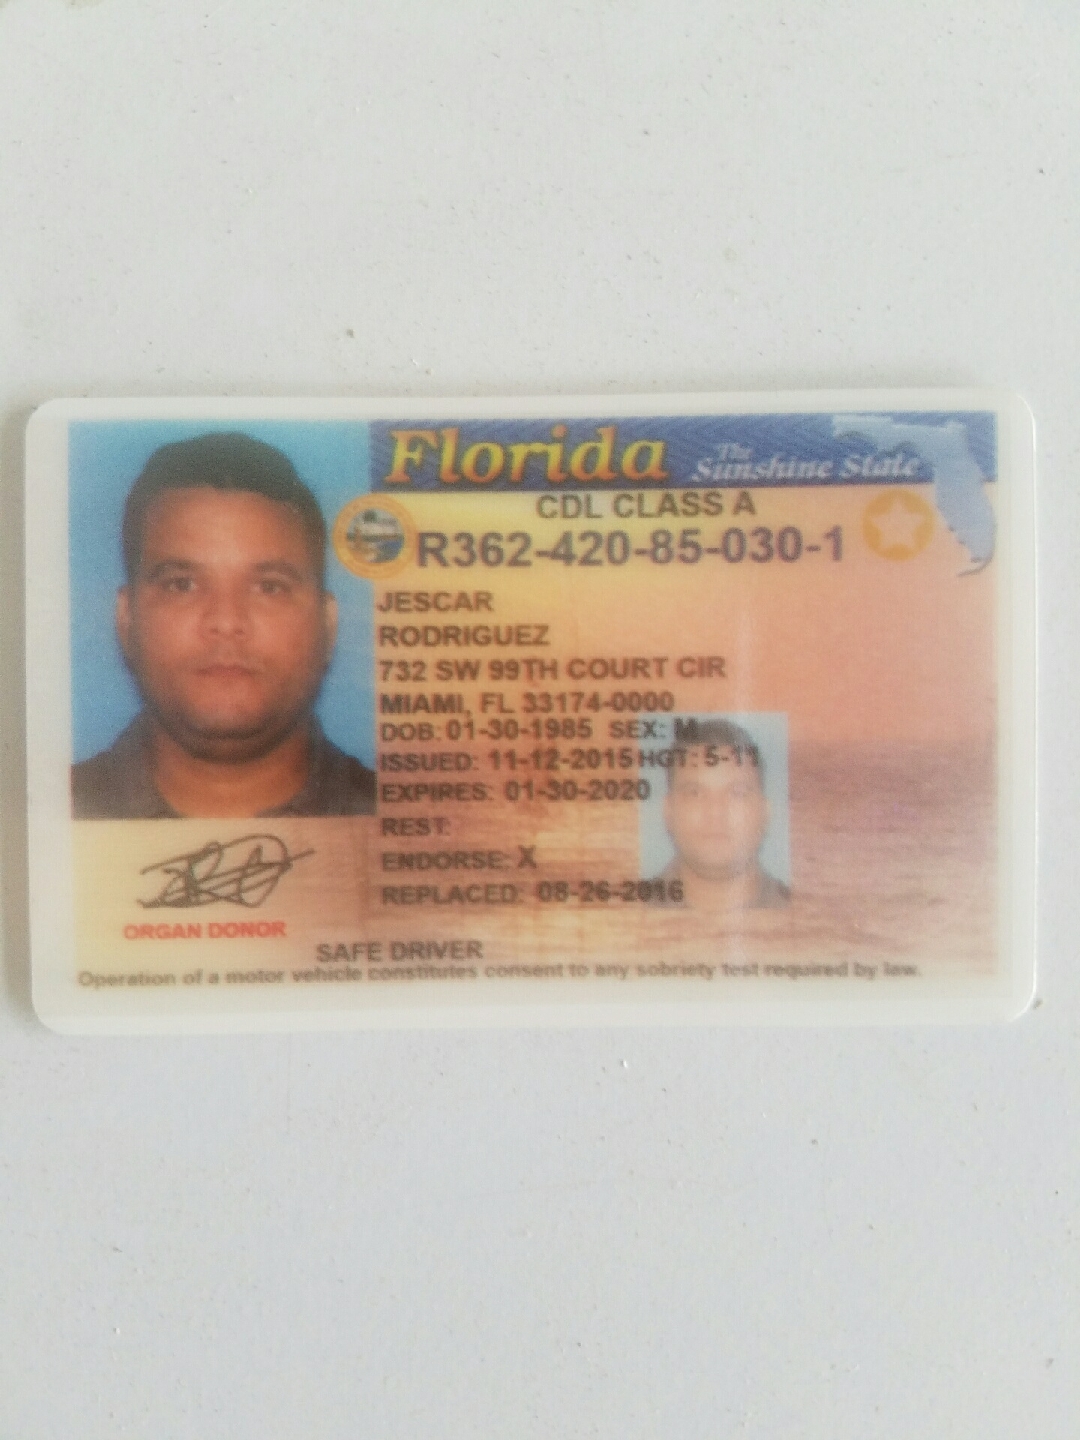 Florida The Sunshine State
CDL CLASS A
R362-420-85-030-1
JESCAR
RODRIGUEZ
732 SW 99TH COURT CIR
MIAMI, FL 33174-0000
DOB: 01-30-1985 SEX: M
ISSUED: 11-12-2015 HGT: 5-11
EXPIRES: 01-30-2020
REST:
ENDORSE: X
REPLACED: 08-26-2016
ORGAN DONOR
SAFE DRIVER
Operation of a motor vehicle constitutes consent to any sobriety test required by law.